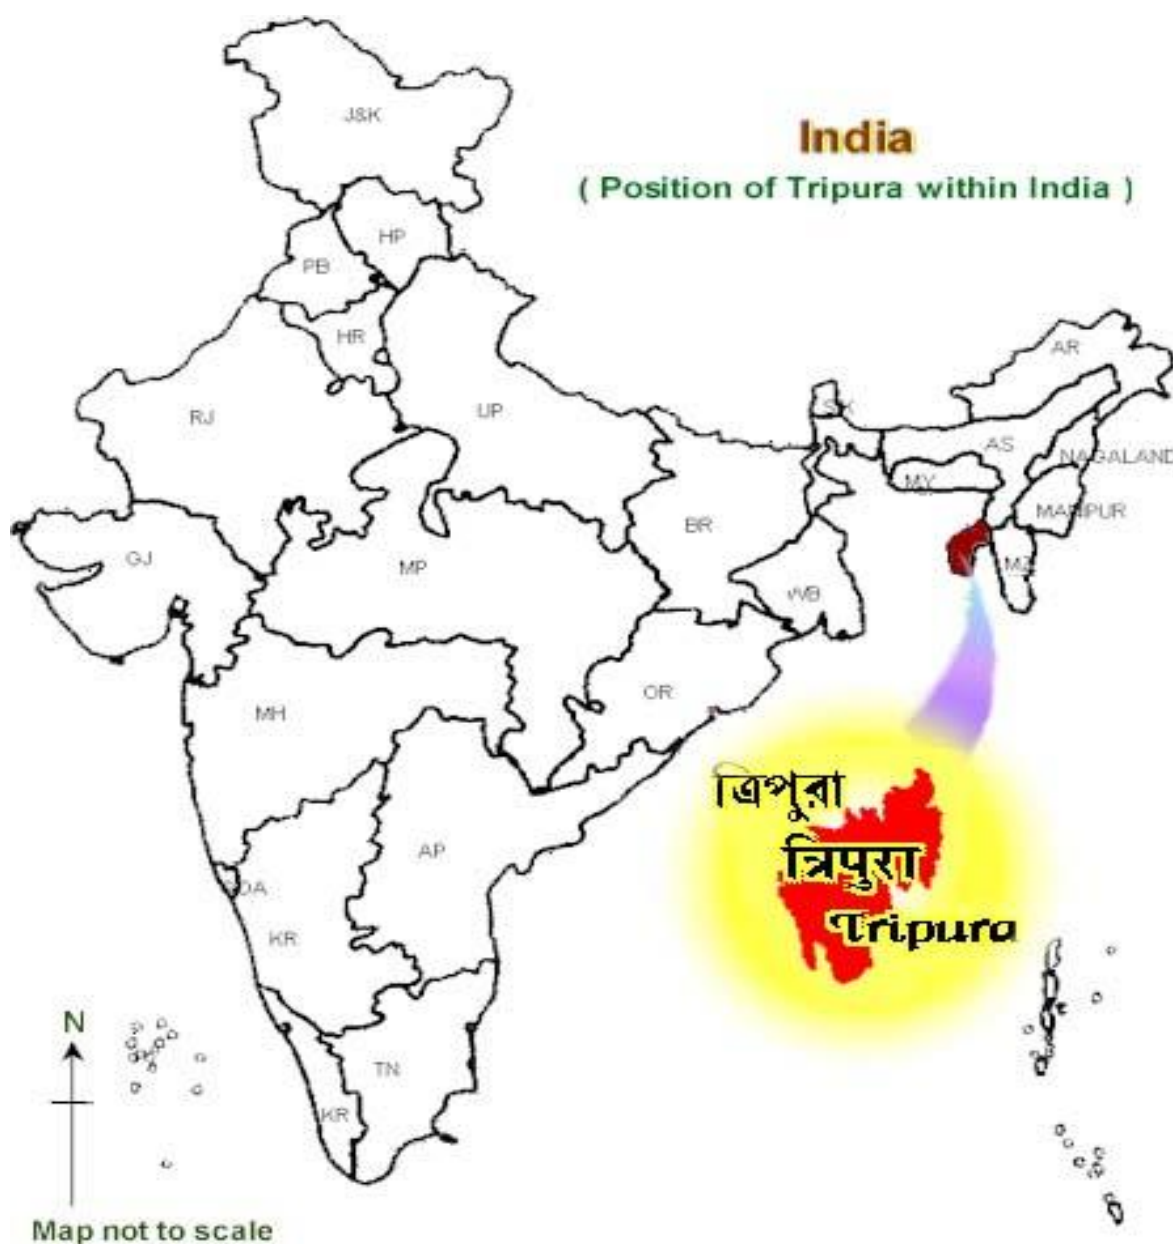 India
( Position of Tripura within India )
J&K
HP
PB
HR
RJ
UP
SK
AR
AS
NAGALAND
MY
MANIPUR
MZ
GJ
MP
BR
WB
OR
MH
AP
KR
TN
KR
ত্রিপুরা
त्रिपुरा
Tripura
N
Map not to scale